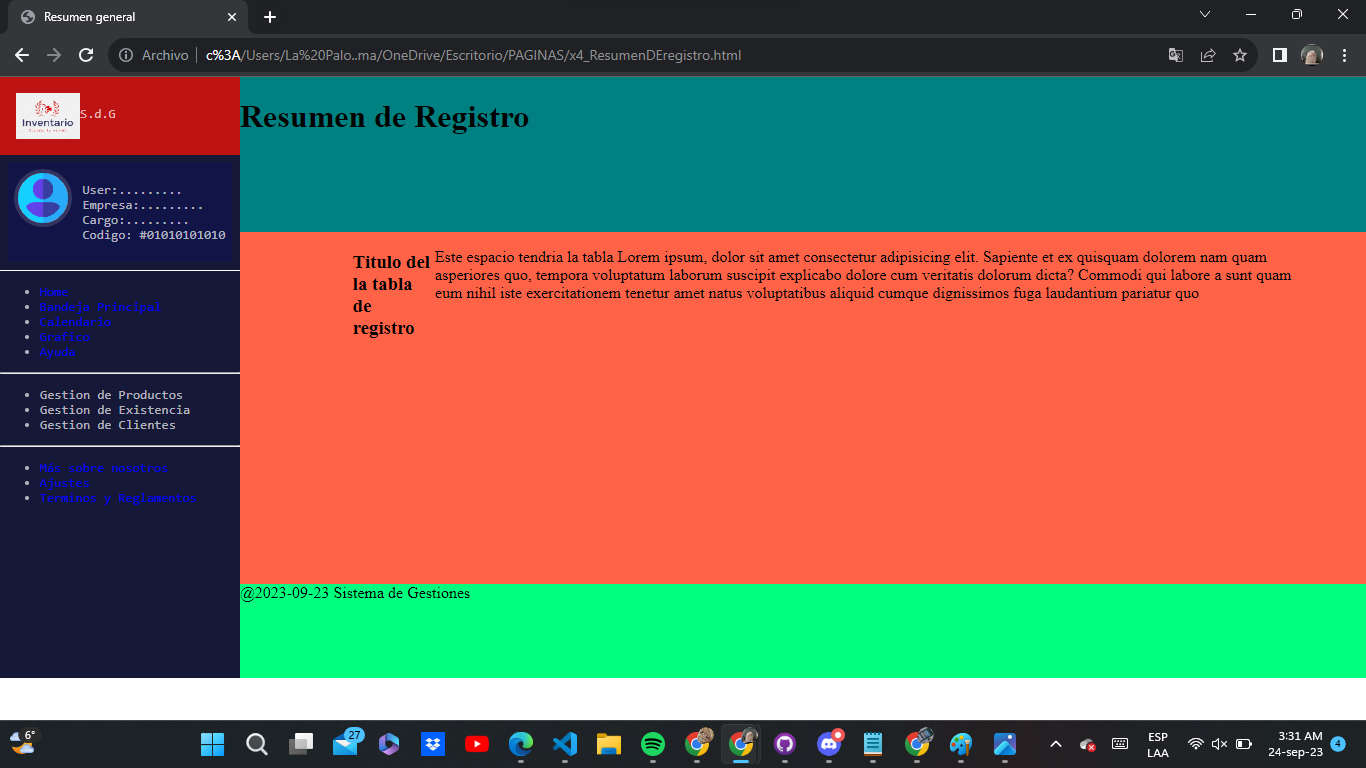 Resumen general
Archivo
c%3A/Users/La%20Palo..ma/OneDrive/Escritorio/PAGINAS/x4_ResumenDEregistro.html
Inventario
S.d.G
Resumen de Registro
User:.........
Empresa:.........
Cargo:.........
Codigo: #01010101010
Home
Bandeja Principal
Calendario
Grafico
Ayuda
Gestion de Productos
Gestion de Existencia
Gestion de Clientes
MAs sobre nosotros
Ajustes
Terminos y Reglamentos
Titulo del
la tabla
de
registro
Este espacio tendria la tabla Lorem ipsum, dolor sit amet consectetur adipisicing elit. Sapiente et ex quisquam dolorem nam quam
asperiores quo, tempora voluptatum laborum suscipit explicabo dolore cum veritatis dolorum dicta? Commodi qui labore a sunt quam
eum nihil iste exercitationem tenetur amet natus voluptatibus aliquid cumque dignissimos fuga laudantium pariatur quo
@2023-09-23 Sistema de Gestiones
6°
27
ESP
LAA
3:31 AM
24-sep-23
4